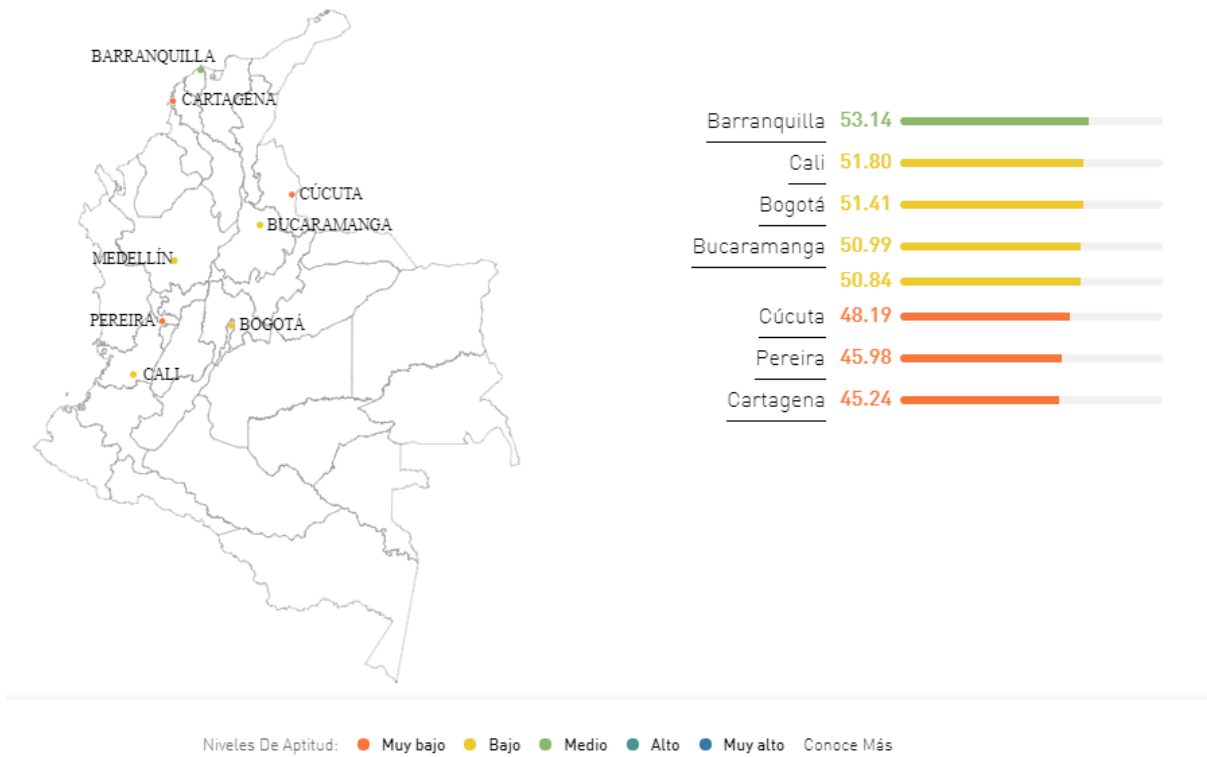 BARRANQUILLA
CARTAGENA
CÚCUTA
BUCARAMANGA
MEDELLÍN
PEREIRA
BOGOTÁ
CALI
Barranquilla 53.14
Cali 51.80
Bogotá 51.41
Bucaramanga 50.99
50.84
Cúcuta 48.19
Pereira 45.98
Cartagena 45.24
Niveles De Aptitud: Muy bajo Bajo Medio Alto Muy alto Conoce Más